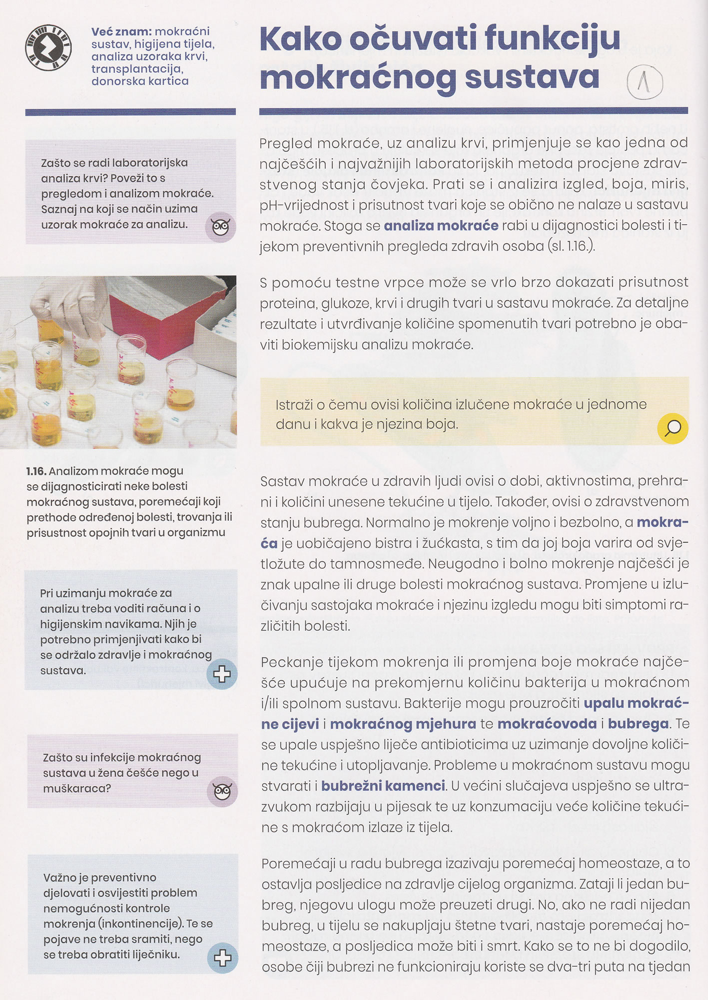 Već znam: mokraćni
sustav, higijena tijela,
analiza uzoraka krvi,
transplantacija,
donorska kartica
Kako očuvati funkciju
mokraćnog sustava
1
Zašto se radi laboratorijska
analiza krvi? Poveži to s
pregledom i analizom mokraće.
Saznaj na koji se način uzima
uzorak mokraće za analizu.
1.16. Analizom mokraće mogu
se dijagnosticirati neke bolesti
mokraćnog sustava, poremećaji koji
prethode određenoj bolesti, trovanja ili
prisustnost opojnih tvari u organizmu
Pri uzimanju mokraće za
analizu treba voditi računa i o
higijenskim navikama. Njih je
potrebno primjenjivati kako bi
se održalo zdravlje i mokraćnog
sustava.
Zašto su infekcije mokraćnog
sustava u žena češće nego u
muškaraca?
Važno je preventivno
djelovati i osvijestiti problem
nemogućnosti kontrole
mokrenja (inkontinencije). Te se
pojave ne treba sramiti, nego
se treba obratiti liječniku.
Pregled mokraće, uz analizu krvi, primjenjuje se kao jedna od
najčešćih i najvažnijih laboratorijskih metoda procjene zdrav-
stvenog stanja čovjeka. Prati se i analizira izgled, boja, miris,
pH-vrijednost i prisutnost tvari koje se obično ne nalaze u sastavu
mokraće. Stoga se analiza mokraće rabi u dijagnostici bolesti i ti-
jekom preventivnih pregleda zdravih osoba (sl. 1.16.).
S pomoću testne vrpce može se vrlo brzo dokazati prisutnost
proteina, glukoze, krvi i drugih tvari u sastavu mokraće. Za detaljne
rezultate i utvrđivanje količine spomenutih tvari potrebno je oba-
viti biokemijsku analizu mokraće.
Istraži o čemu ovisi količina izlučene mokraće u jednome
danu i kakva je njezina boja.
Sastav mokraće u zdravih ljudi ovisi o dobi, aktivnostima, prehra-
ni i količini unesene tekućine u tijelo. Također, ovisi o zdravstvenom
stanju bubrega. Normalno je mokrenje voljno i bezbolno, a mokra-
ća je uobičajeno bistra i žućkasta, s tim da joj boja varira od svje-
tložute do tamnosmeđe. Neugodno i bolno mokrenje najčešći je
znak upalne ili druge bolesti mokraćnog sustava. Promjene u izlu-
čivanju sastojaka mokraće i njezinu izgledu mogu biti simptomi ra-
zličitih bolesti.
Peckanje tijekom mokrenja ili promjena boje mokraće najče-
šće upućuje na prekomjernu količinu bakterija u mokraćnom
i/ili spolnom sustavu. Bakterije mogu prouzročiti upalu mokrać-
ne cijevi i mokraćnog mjehura te mokraćovoda i bubrega. Te
se upale uspješno liječe antibioticima uz uzimanje dovoljne količi-
ne tekućine i utopljavanje. Probleme u mokraćnom sustavu mogu
stvarati i bubrežni kamenci. U većini slučajeva uspješno se ultra-
zvukom razbijaju u pijesak te uz konzumaciju veće količine tekući-
ne s mokraćom izlaze iz tijela.
Poremećaji u radu bubrega izazivaju poremećaj homeostaze, a to
ostavlja posljedice na zdravlje cijelog organizma. Zataji li jedan bu-
breg, njegovu ulogu može preuzeti drugi. No, ako ne radi nijedan
bubreg, u tijelu se nakupljaju štetne tvari, nastaje poremećaj ho-
meostaze, a posljedica može biti i smrt. Kako se to ne bi dogodilo,
osobe čiji bubrezi ne funkcioniraju koriste se dva-tri puta na tjedan